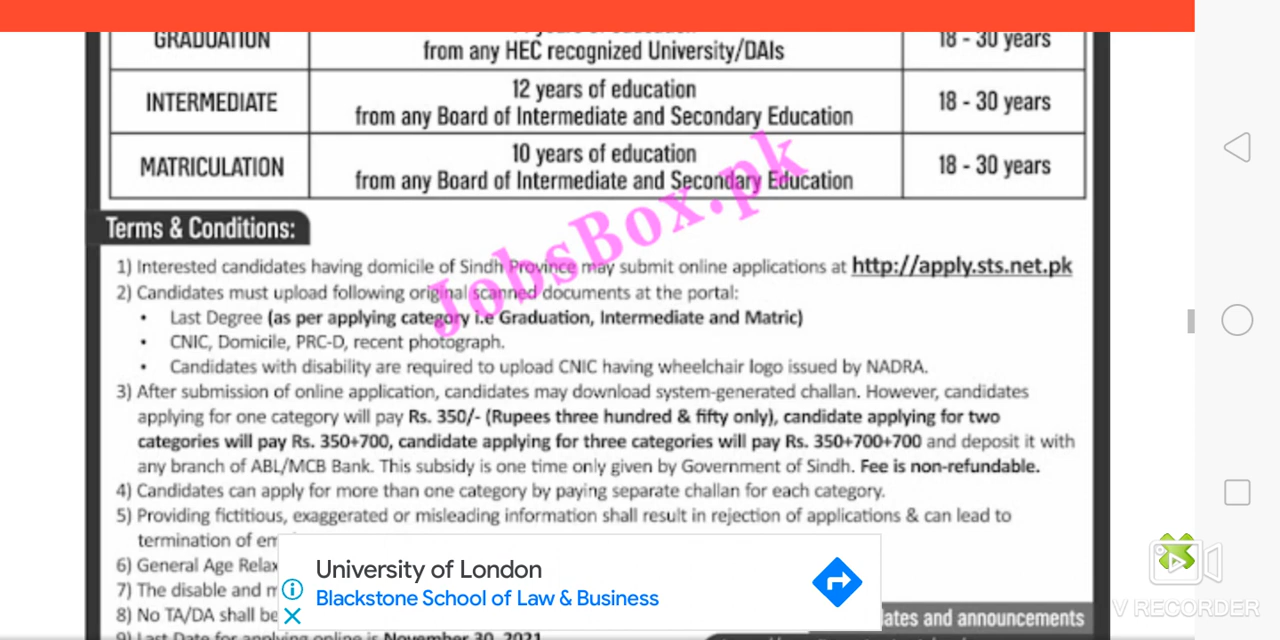 GRADUATION
from any HEC recognized University/DAIs
18 - 30 years
INTERMEDIATE
12 years of education
from any Board of Intermediate and Secondary Education
18 - 30 years
MATRICULATION
10 years of education
from any Board of Intermediate and Secondary Education
18 - 30 years
JobsBox.pk
Terms & Conditions:
1) Interested candidates having domicile of Sindh Province may submit online applications at http://apply.sts.net.pk
2) Candidates must upload following original scanned documents at the portal:
• Last Degree (as per applying category i.e Graduation, Intermediate and Matric)
• CNIC, Domicile, PRC-D, recent photograph.
• Candidates with disability are required to upload CNIC having wheelchair logo issued by NADRA.
3) After submission of online application, candidates may download system-generated challan. However, candidates
applying for one category will pay Rs. 350/- (Rupees three hundred & fifty only), candidate applying for two
categories will pay Rs. 350+700, candidate applying for three categories will pay Rs. 350+700+700 and deposit it with
any branch of ABL/MCB Bank. This subsidy is one time only given by Government of Sindh. Fee is non-refundable.
4) Candidates can apply for more than one category by paying separate challan for each category.
5) Providing fictitious, exaggerated or misleading information shall result in rejection of applications & can lead to
termination of
6) General Age
7) The disable and
8) No TA/DA shall be
9) Last Date for applying online is November 30, 2021
University of London
Blackstone School of Law & Business
and announcements
V RECORDER